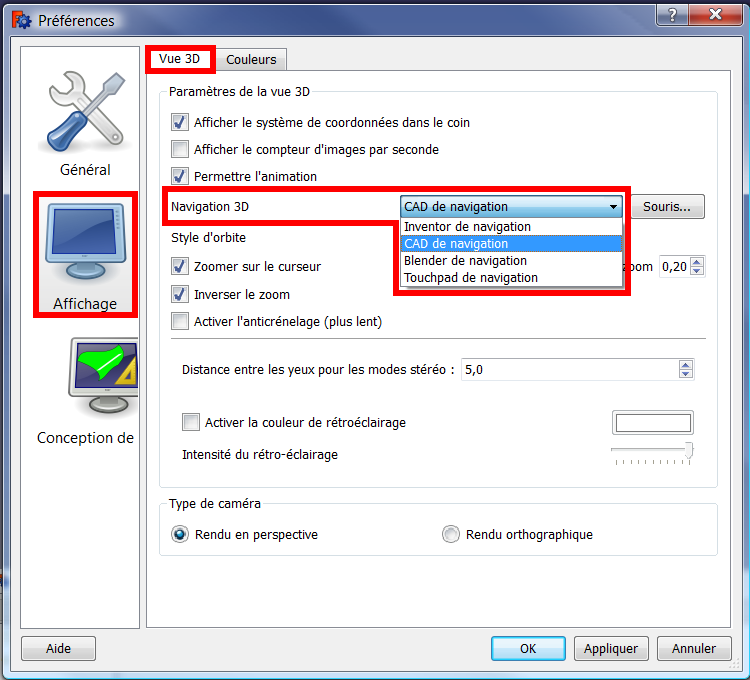 Préférences
?
Vue 3D
Couleurs
Général
Affichage
Conception de
Paramètres de la vue 3D
Afficher le système de coordonnées dans le coin
Afficher le compteur d'images par seconde
Permettre l'animation
Navigation 3D
CAD de navigation
Souris...
Inventor de navigation
CAD de navigation
Blender de navigation
Touchpad de navigation
Style d'orbite
Zoomer sur le curseur
zoom
0,20
Inverser le zoom
Activer l'anticrénelage (plus lent)
Distance entre les yeux pour les modes stéréo :
5,0
Activer la couleur de rétroéclairage
Intensité du rétro-éclairage
Type de caméra
Rendu en perspective
Rendu orthographique
Aide
OK
Appliquer
Annuler